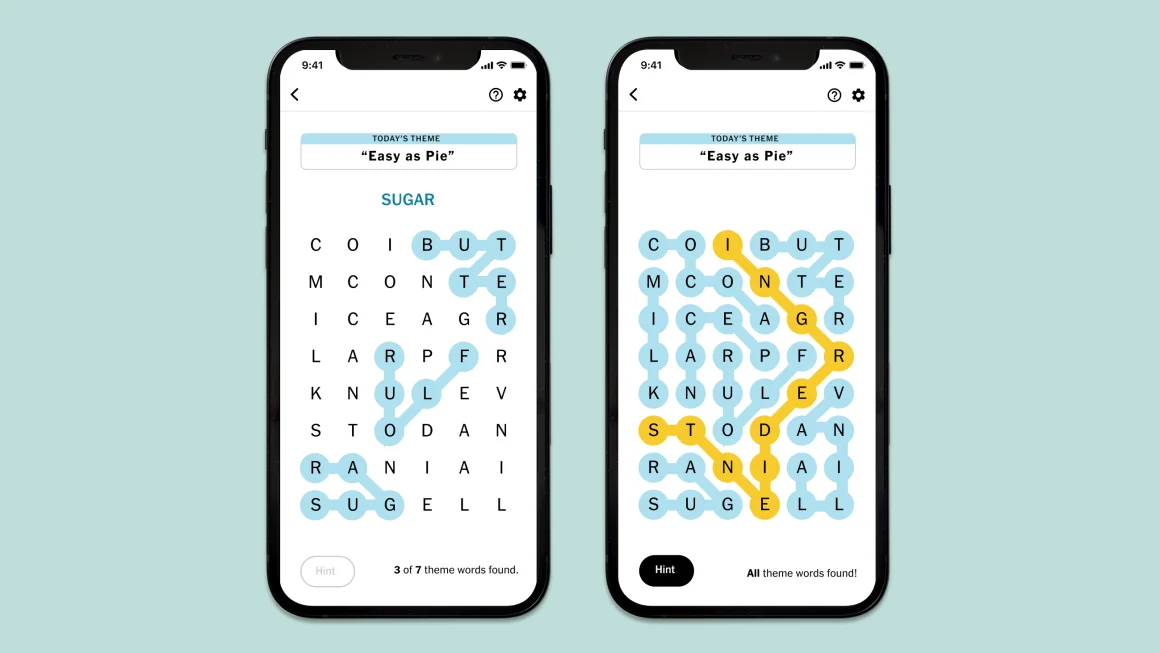 9:41
TODAY'S THEME
“Easy as Pie”
SUGAR
C O I B U T
M C O N T E
I C E A G R
L A R P F R
K N U L E V
S T O D A N
R A N I A I
S U G E L L
Hint
3 of 7 theme words found.
9:41
TODAY'S THEME
“Easy as Pie”
C O I B U T
M C O N T E
I C E A G R
L A R P F R
K N U L E V
S T O D A N
R A N I A I
S U G E L L
Hint
All theme words found!